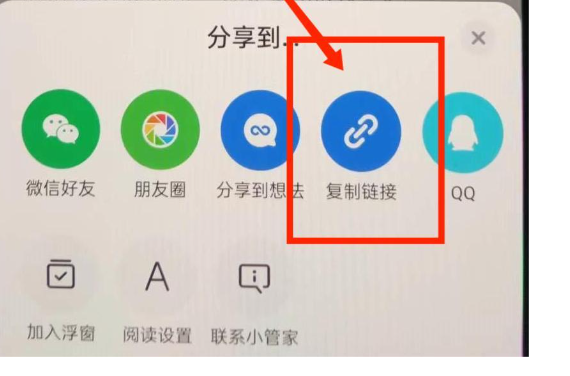 分享到...
微信好友
朋友圈
分享到想法
复制链接
QQ
加入浮窗
阅读设置
联系小管家